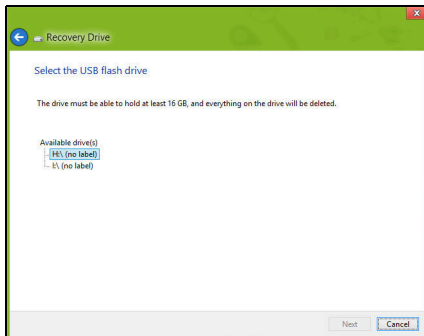 Recovery Drive
Select the USB flash drive
The drive must be able to hold at least 16 GB, and everything on the drive will be deleted.
Available drive(s)
H:\ (no label)
I:\ (no label)
Next Cancel